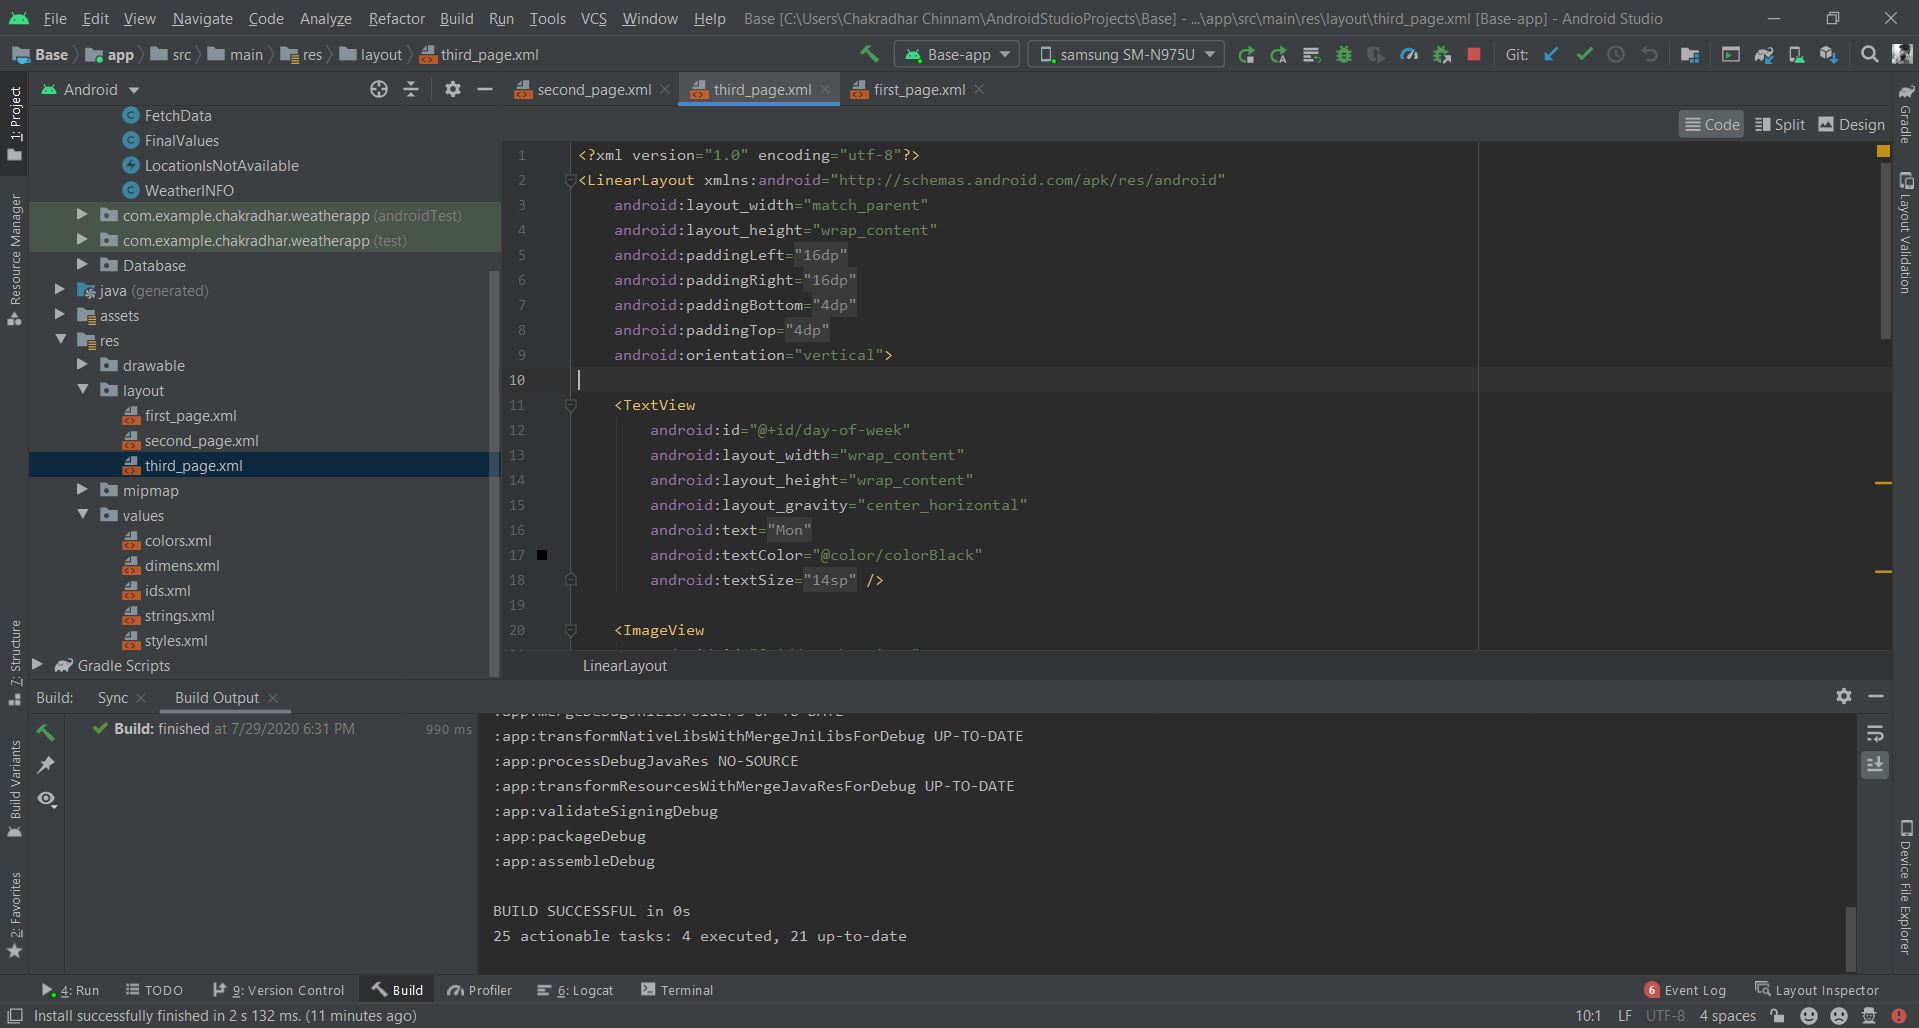 File Edit View Navigate Code Analyze Refactor Build Run Tools VCS Window Help Base [C:\Users\Chakradhar Chinnam\AndroidStudioProjects\Base] - ...\app\src\main\res\layout\third_page.xml [Base-app] - Android Studio
Base app src main res layout third_page.xml Base-app samsung SM-N975U Git:
Android second_page.xml third_page.xml first_page.xml
Code Split Design
1: Project
Resource Manager
7: Structure
Build Variants
2: Favorites
FetchData
FinalValues
LocationIsNotAvailable
WeatherINFO
com.example.chakradhar.weatherapp (androidTest)
com.example.chakradhar.weatherapp (test)
Database
java (generated)
assets
res
drawable
layout
first_page.xml
second_page.xml
third_page.xml
mipmap
values
colors.xml
dimens.xml
ids.xml
strings.xml
styles.xml
Gradle Scripts
1 <?xml version="1.0" encoding="utf-8"?>
2 <LinearLayout xmlns:android="http://schemas.android.com/apk/res/android"
3 android:layout_width="match_parent"
4 android:layout_height="wrap_content"
5 android:paddingLeft="16dp"
6 android:paddingRight="16dp"
7 android:paddingBottom="4dp"
8 android:paddingTop="4dp"
9 android:orientation="vertical">
10
11 <TextView
12 android:id="@+id/day-of-week"
13 android:layout_width="wrap_content"
14 android:layout_height="wrap_content"
15 android:layout_gravity="center_horizontal"
16 android:text="Mon"
17 android:textColor="@color/colorBlack"
18 android:textSize="14sp" />
19
20 <ImageView
LinearLayout
Gradle
Layout Validation
Device File Explorer
Build: Sync Build Output
Build: finished at 7/29/2020 6:31 PM 990 ms
:app:mergeDebugJniLibFolders UP-TO-DATE
:app:transformNativeLibsWithMergeJniLibsForDebug UP-TO-DATE
:app:processDebugJavaRes NO-SOURCE
:app:transformResourcesWithMergeJavaResForDebug UP-TO-DATE
:app:validateSigningDebug
:app:packageDebug
:app:assembleDebug
BUILD SUCCESSFUL in 0s
25 actionable tasks: 4 executed, 21 up-to-date
4: Run TODO 9: Version Control Build Profiler 6: Logcat Terminal 6 Event Log Layout Inspector
Install successfully finished in 2 s 132 ms. (11 minutes ago) 10:1 LF UTF-8 4 spaces